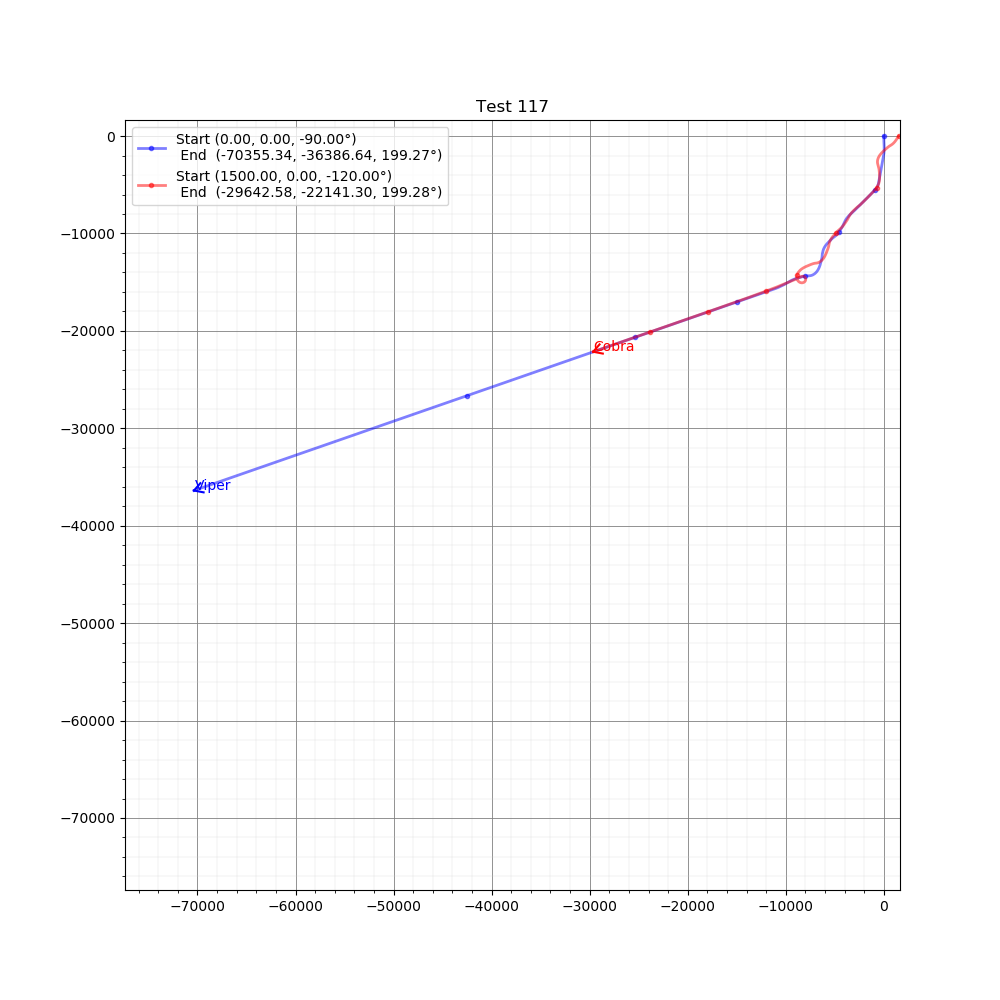 Test 117
Start (0.00, 0.00, -90.00°)
End (-70355.34, -36386.64, 199.27°)
Start (1500.00, 0.00, -120.00°)
End (-29642.58, -22141.30, 199.28°)
0
−10000
−20000
−30000
−40000
−50000
−60000
−70000
Cobra
Viper
−70000 −60000 −50000 −40000 −30000 −20000 −10000 0